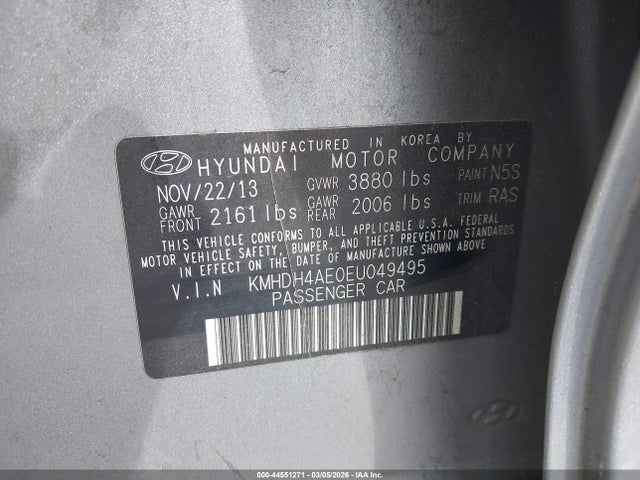 MANUFACTURED IN KOREA BY
HYUNDAI MOTOR COMPANY
NOV/22/13 GVWR 3880 lbs PAINT N5S
GAWR FRONT 2161 lbs GAWR REAR 2006 lbs TRIM RAS
THIS VEHICLE CONFORMS TO ALL APPLICABLE U.S.A. FEDERAL
MOTOR VEHICLE SAFETY, BUMPER, AND THEFT PREVENTION STANDARDS
IN EFFECT ON THE DATE OF MANUFACTURE SHOWN ABOVE.
V.I.N KMHDH4AE0EU049495
PASSENGER CAR
000-44551271 - 03/05/2026 - IAA Inc.